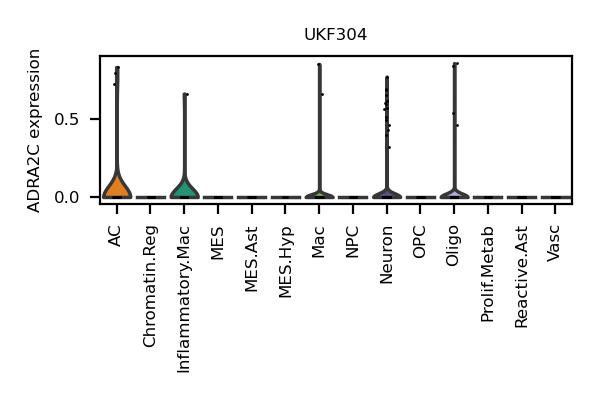 UKF304
ADRA2C expression
0.5
0.0
AC
Chromatin.Reg
Inflammatory.Mac
MES
MES.Ast
MES.Hyp
Mac
NPC
Neuron
OPC
Oligo
Prolif.Metab
Reactive.Ast
Vasc